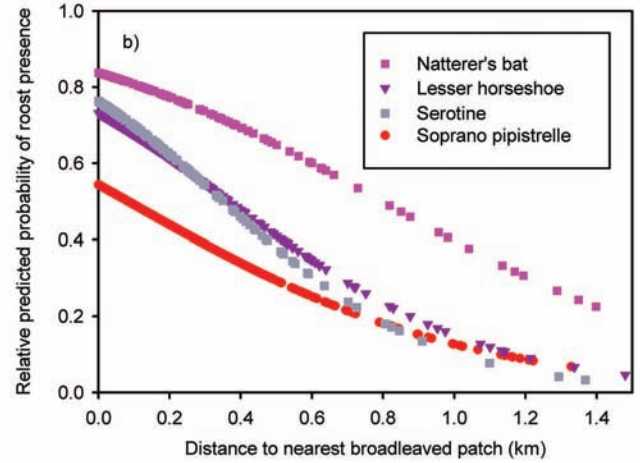 b)
Natterer's bat
Lesser horseshoe
Serotine
Soprano pipistrelle
Relative predicted probability of roost presence
1.0
0.8
0.6
0.4
0.2
0.0
0.0 0.2 0.4 0.6 0.8 1.0 1.2 1.4
Distance to nearest broadleaved patch (km)